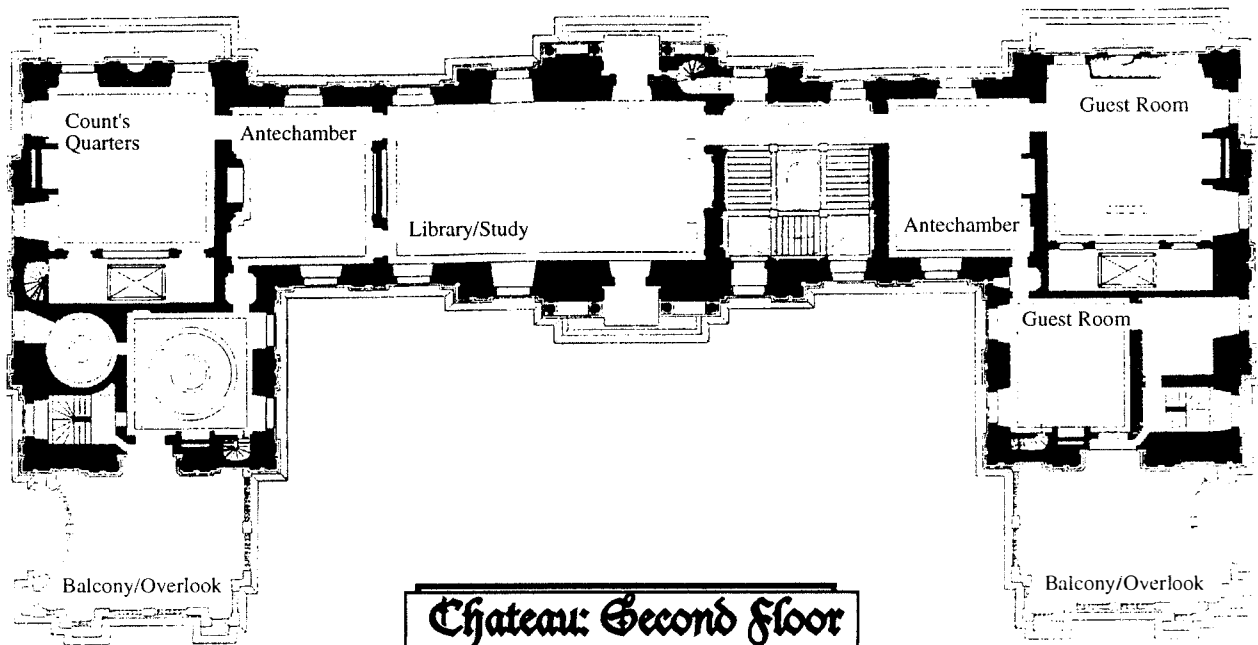 Count's
Quarters
Antechamber
Library/Study
Antechamber
Guest Room
Guest Room
Balcony/Overlook
Balcony/Overlook
Chateau: Second Floor